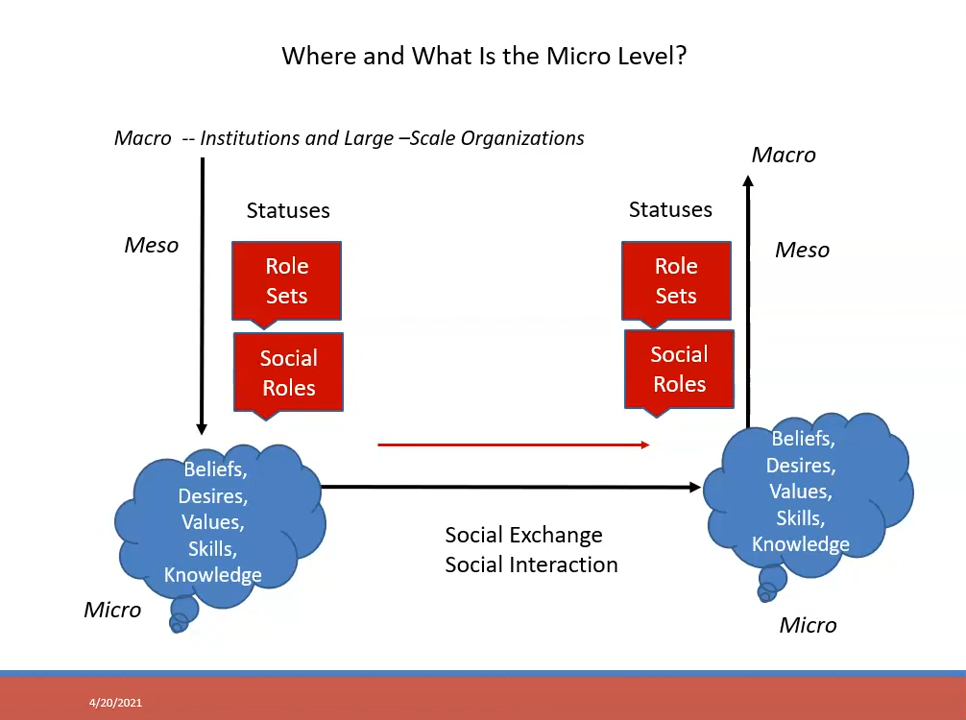 Where and What Is the Micro Level?
Macro -- Institutions and Large –Scale Organizations
Macro
Statuses
Statuses
Meso
Meso
Role
Sets
Role
Sets
Social
Roles
Social
Roles
Beliefs,
Desires,
Values,
Skills,
Knowledge
Beliefs,
Desires,
Values,
Skills,
Knowledge
Social Exchange
Social Interaction
Micro
Micro
4/20/2021